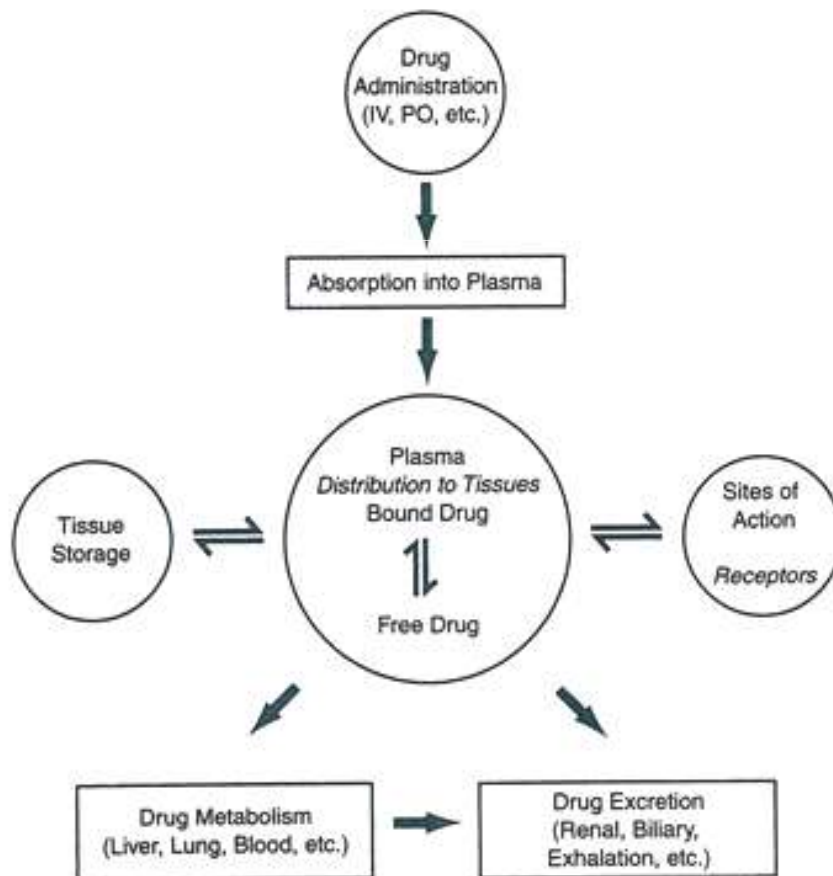 Drug
Administration
(IV, PO, etc.)
Absorption into Plasma
Plasma
Distribution to Tissues
Bound Drug
Free Drug
Tissue
Storage
Sites of
Action
Receptors
Drug Metabolism
(Liver, Lung, Blood, etc.)
Drug Excretion
(Renal, Biliary,
Exhalation, etc.)